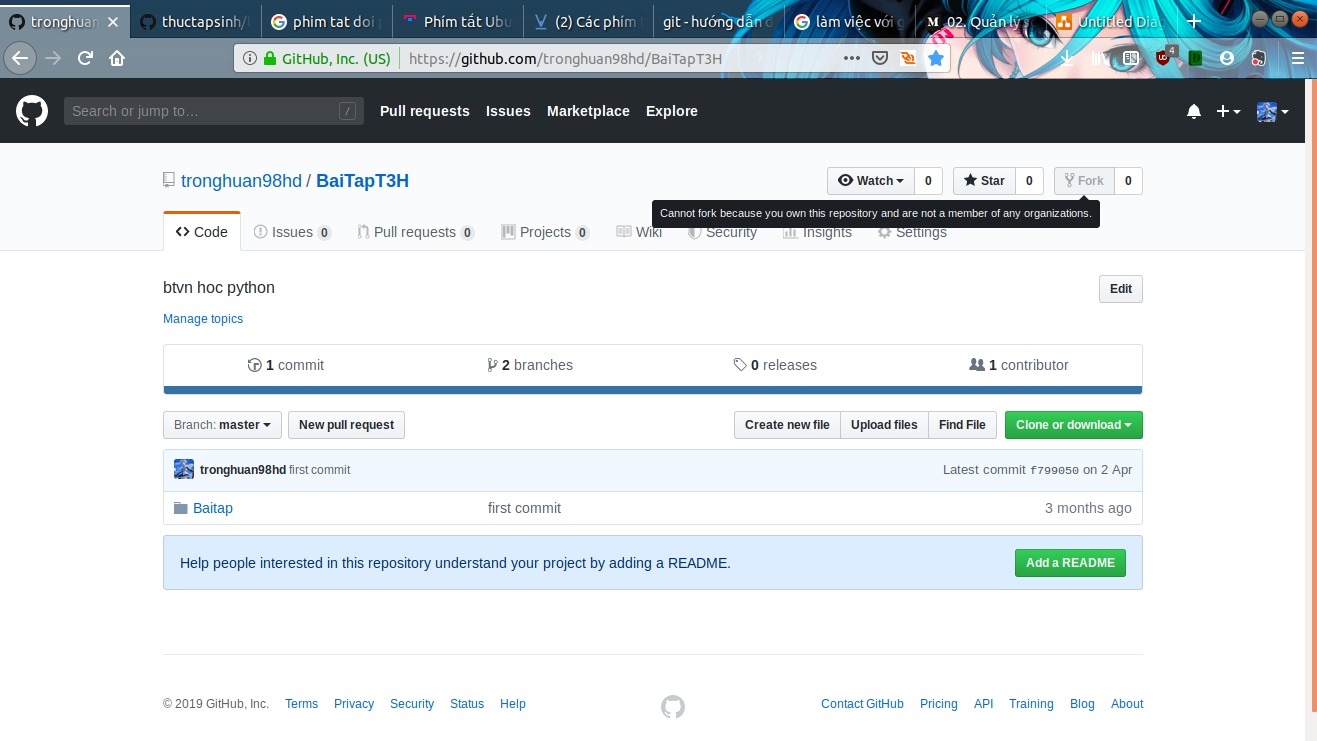 tronghuan thuctapsinh/ phim tat doi Phím tắt Ubu (2) Các phím git - hướng dẫn làm việc với 02. Quản lý Untitled Dia
GitHub, Inc. (US) https://github.com/tronghuan98hd/BaiTapT3H 4
Search or jump to… / Pull requests Issues Marketplace Explore
tronghuan98hd / BaiTapT3H Watch 0 Star 0 Fork 0
Cannot fork because you own this repository and are not a member of any organizations.
Code Issues 0 Pull requests 0 Projects 0 Wiki Security Insights Settings
btvn hoc python Edit
Manage topics
1 commit 2 branches 0 releases 1 contributor
Branch: master New pull request Create new file Upload files Find File Clone or download
tronghuan98hd first commit Latest commit f799050 on 2 Apr
Baitap first commit 3 months ago
Help people interested in this repository understand your project by adding a README. Add a README
© 2019 GitHub, Inc. Terms Privacy Security Status Help Contact GitHub Pricing API Training Blog About